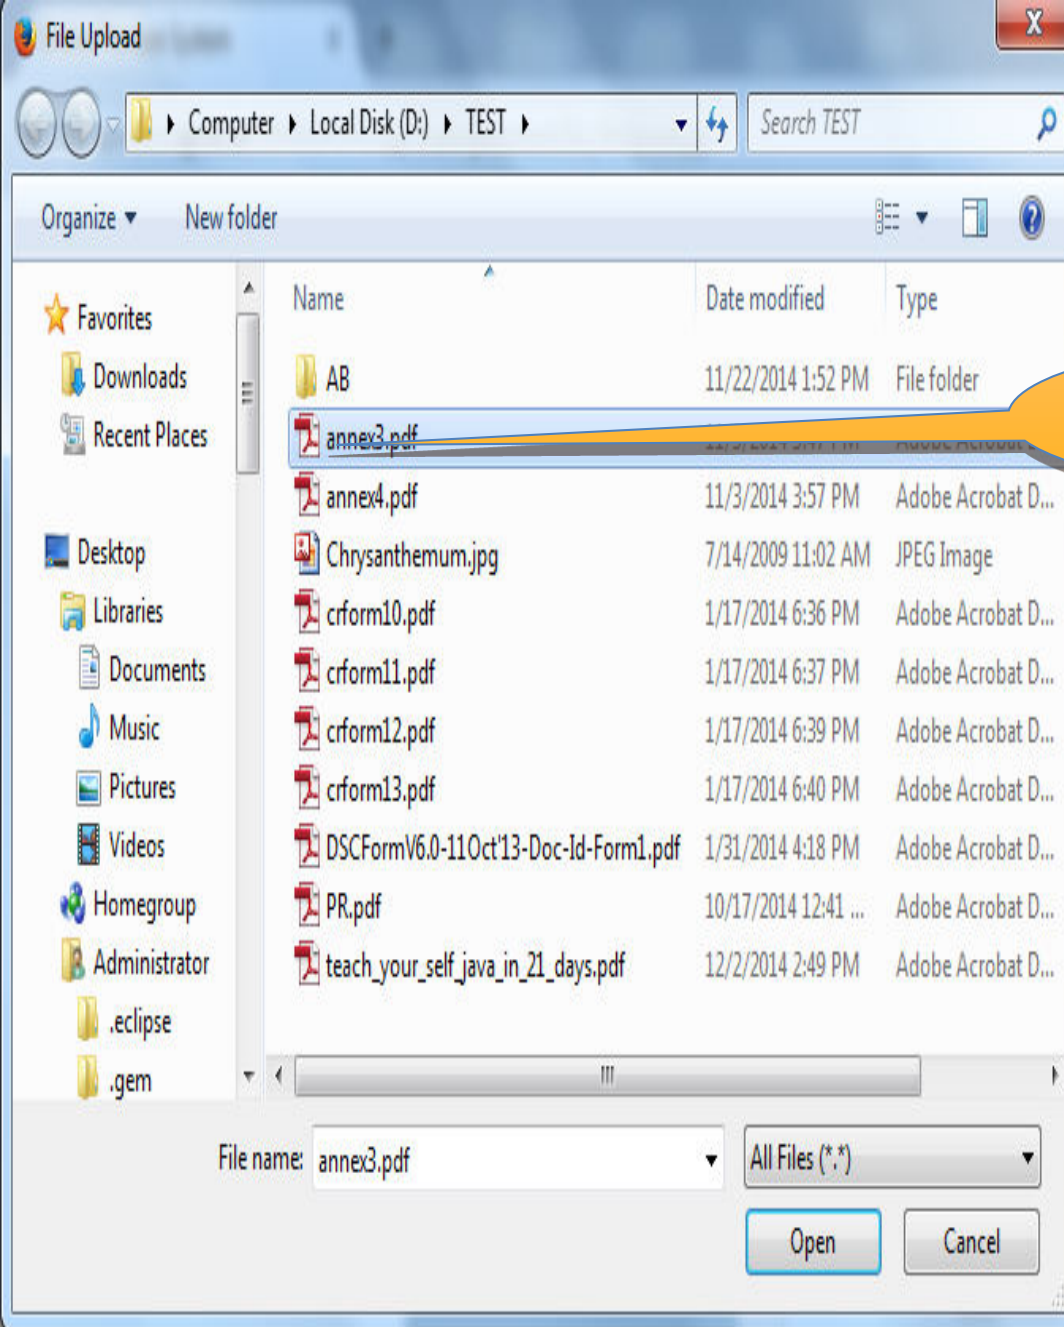 File Upload
Computer Local Disk (D:) TEST
Search TEST
Organize New folder
Name Date modified Type
Favorites
Downloads
Recent Places
Desktop
Libraries
Documents
Music
Pictures
Videos
Homegroup
Administrator
.eclipse
.gem
AB 11/22/2014 1:52 PM File folder
annex3.pdf
annex4.pdf 11/3/2014 3:57 PM Adobe Acrobat D...
Chrysanthemum.jpg 7/14/2009 11:02 AM JPEG Image
crform10.pdf 1/17/2014 6:36 PM Adobe Acrobat D...
crform11.pdf 1/17/2014 6:37 PM Adobe Acrobat D...
crform12.pdf 1/17/2014 6:39 PM Adobe Acrobat D...
crform13.pdf 1/17/2014 6:40 PM Adobe Acrobat D...
DSCFormV6.0-11Oct'13-Doc-Id-Form1.pdf 1/31/2014 4:18 PM Adobe Acrobat D...
PR.pdf 10/17/2014 12:41 ... Adobe Acrobat D...
teach_your_self_java_in_21_days.pdf 12/2/2014 2:49 PM Adobe Acrobat D...
File name: annex3.pdf All Files (*.*)
Open Cancel